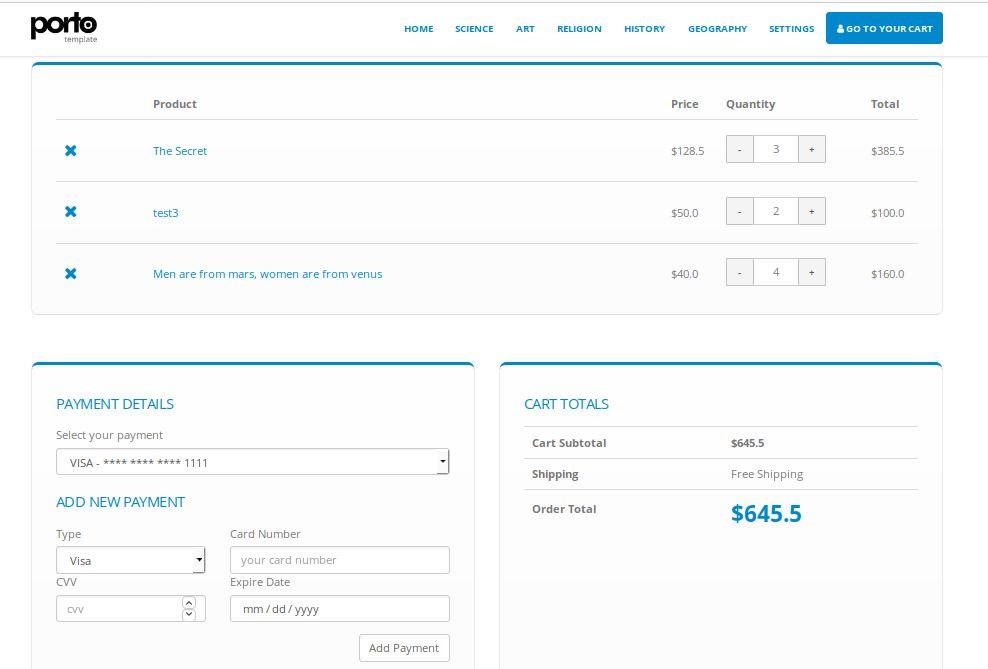 porto
template
HOME SCIENCE ART RELIGION HISTORY GEOGRAPHY SETTINGS GO TO YOUR CART
Product Price Quantity Total
The Secret $128.5 - 3 + $385.5
test3 $50.0 - 2 + $100.0
Men are from mars, women are from venus $40.0 - 4 + $160.0
PAYMENT DETAILS
Select your payment
VISA - **** **** **** 1111
ADD NEW PAYMENT
Type Card Number
Visa your card number
CVV Expire Date
cvv mm / dd / yyyy
Add Payment
CART TOTALS
Cart Subtotal $645.5
Shipping Free Shipping
Order Total $645.5